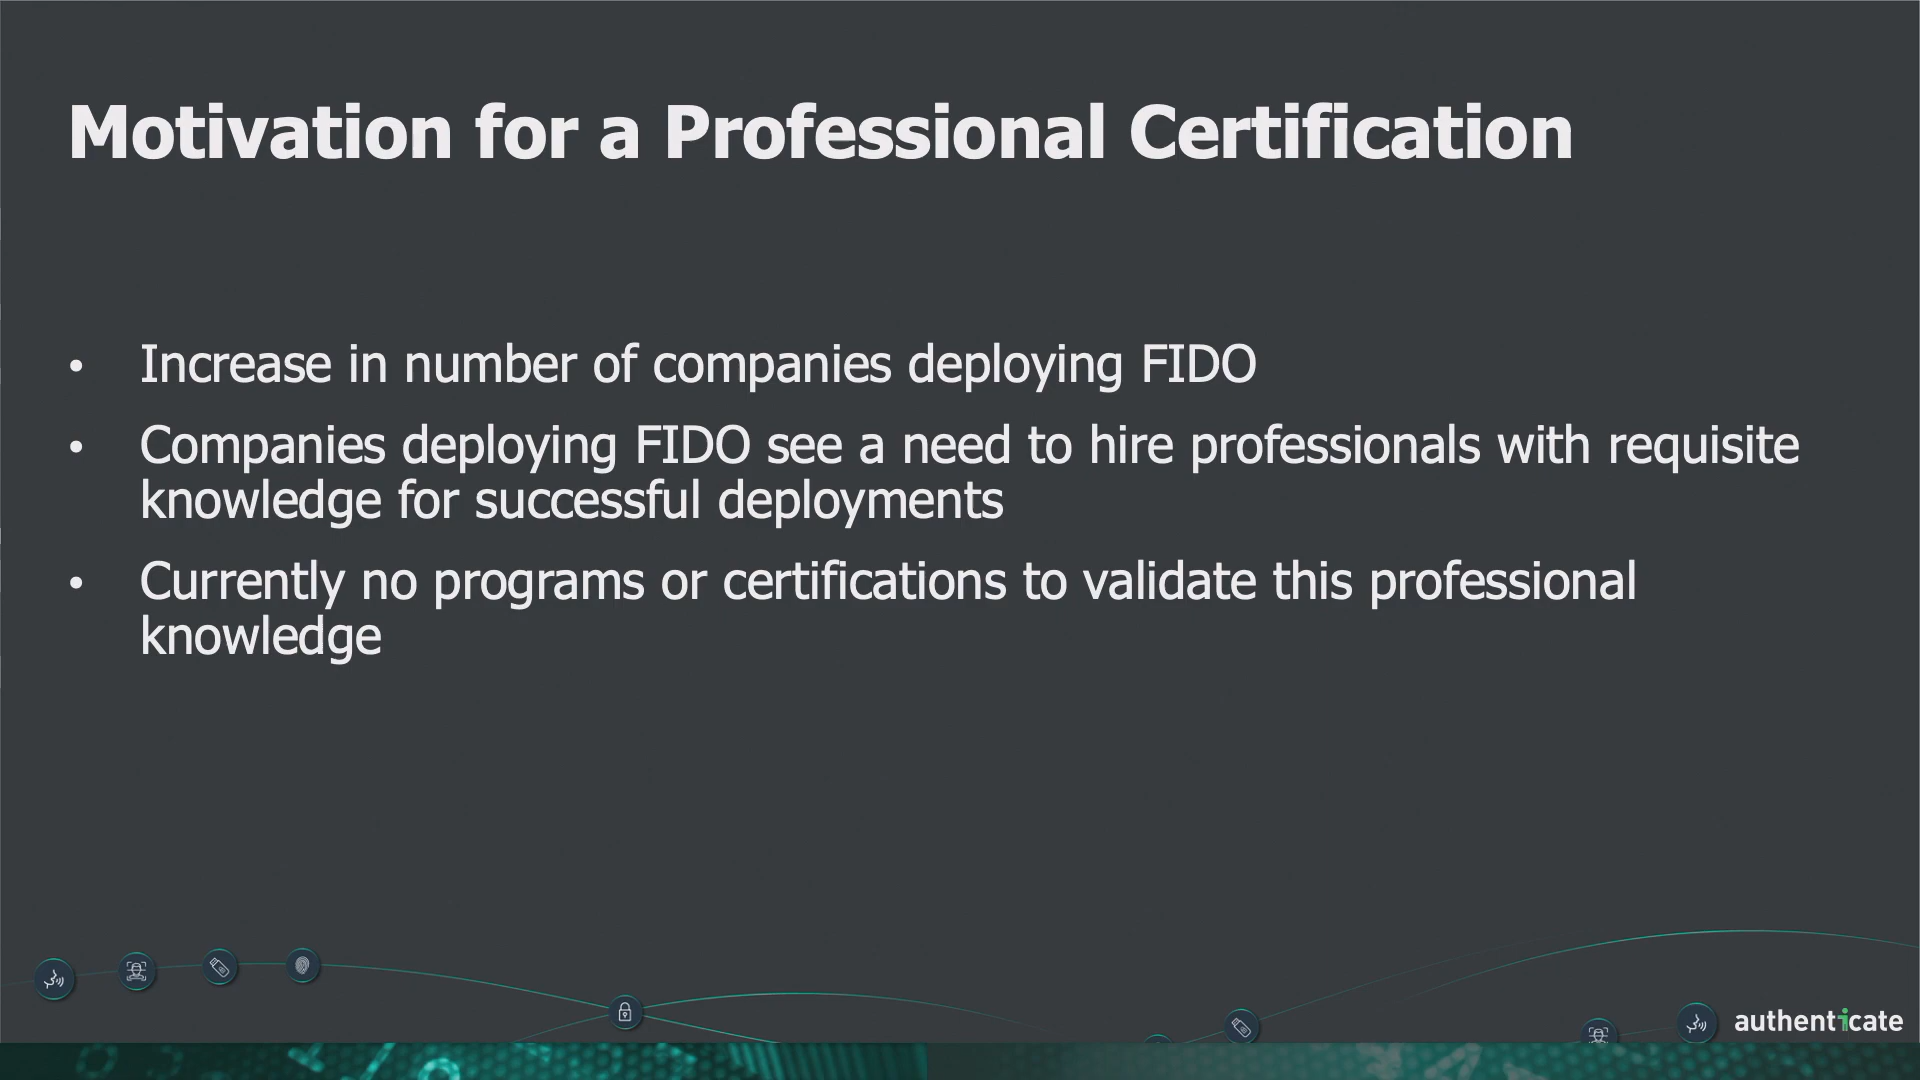 Motivation for a Professional Certification
• Increase in number of companies deploying FIDO
• Companies deploying FIDO see a need to hire professionals with requisite
knowledge for successful deployments
• Currently no programs or certifications to validate this professional
knowledge
authenticate